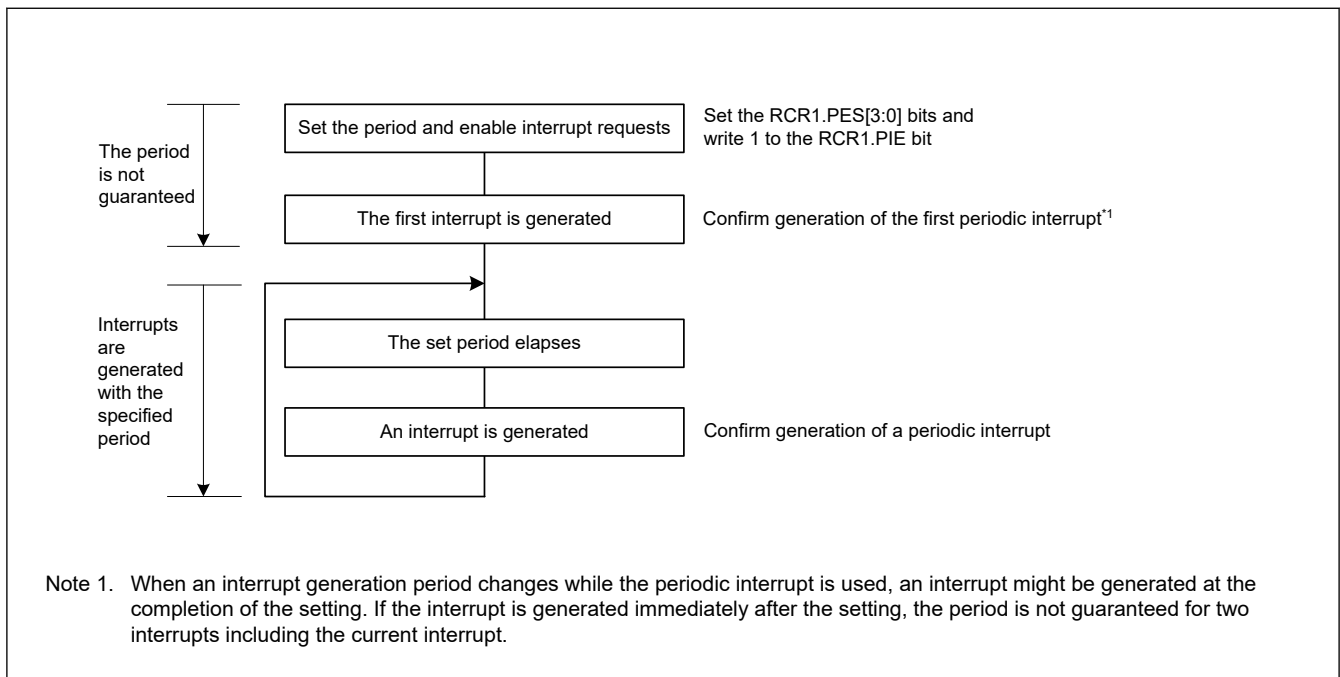 The period
is not
guaranteed
Set the period and enable interrupt requests
Set the RCR1.PES[3:0] bits and
write 1 to the RCR1.PIE bit
The first interrupt is generated
Confirm generation of the first periodic interrupt*1
Interrupts
are
generated
with the
specified
period
The set period elapses
An interrupt is generated
Confirm generation of a periodic interrupt
Note 1. When an interrupt generation period changes while the periodic interrupt is used, an interrupt might be generated at the
completion of the setting. If the interrupt is generated immediately after the setting, the period is not guaranteed for two
interrupts including the current interrupt.